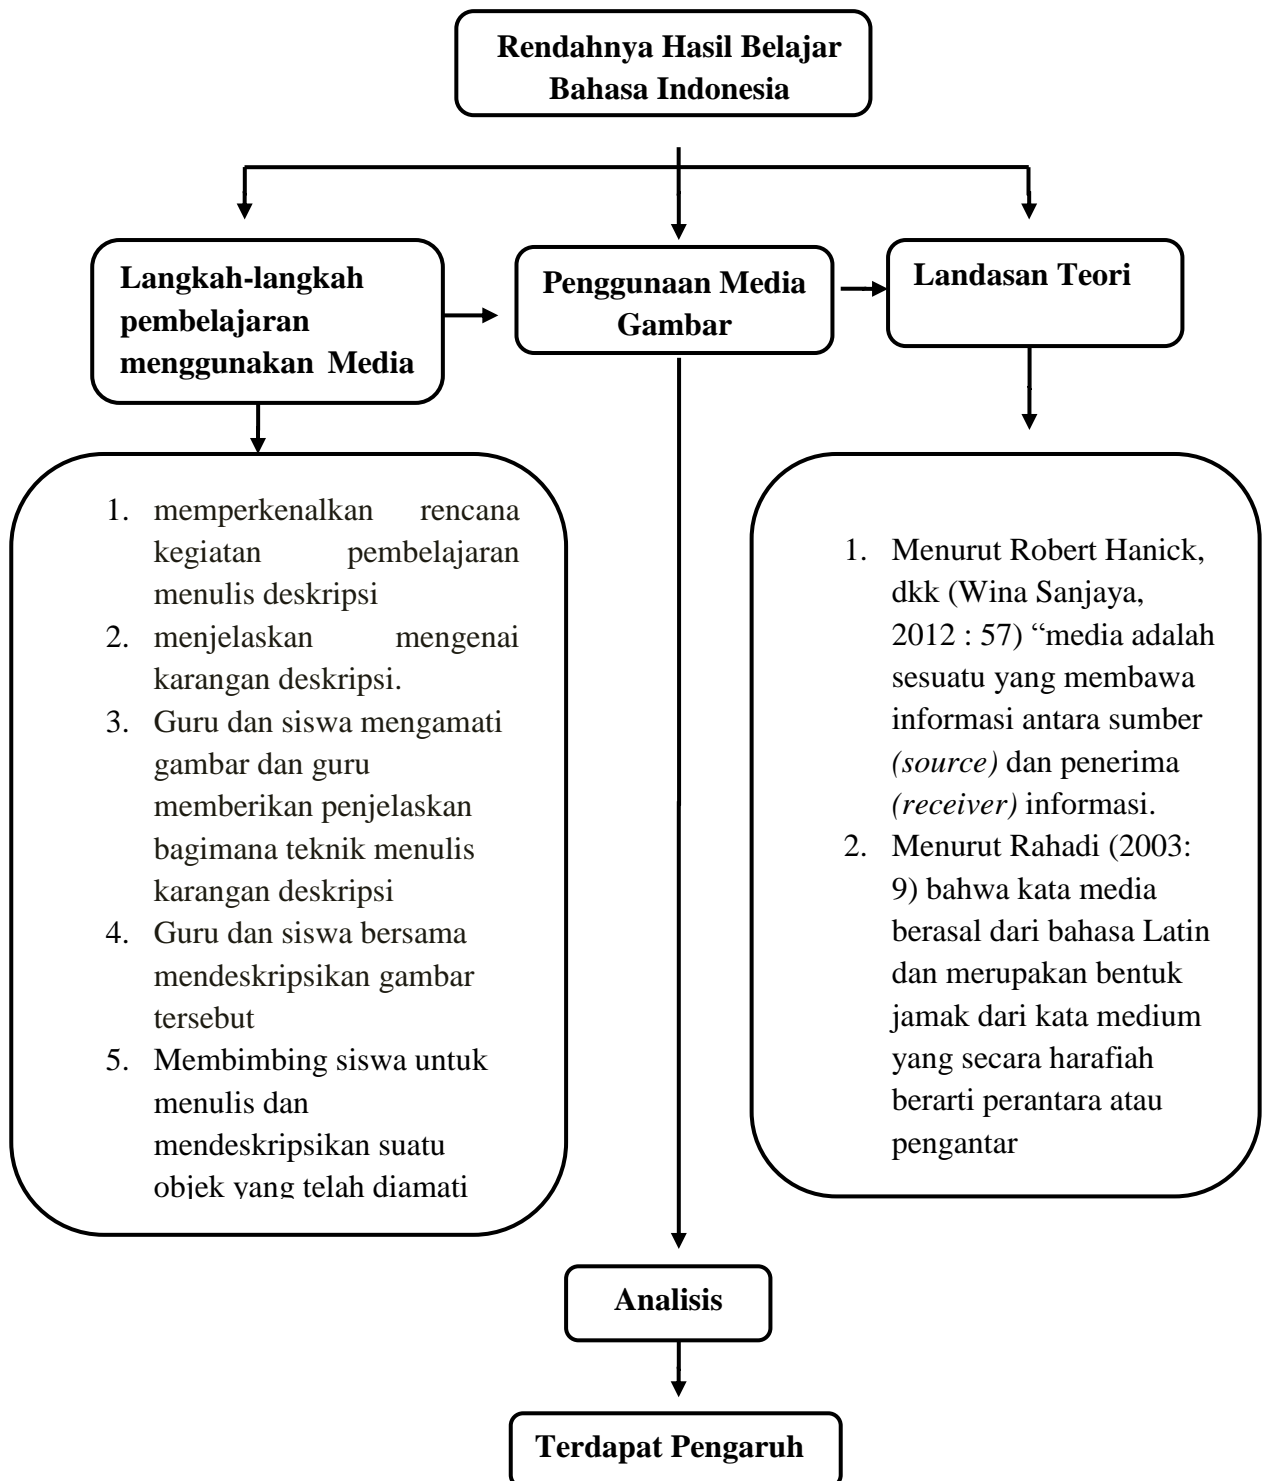 Rendahnya Hasil Belajar
Bahasa Indonesia
Langkah-langkah
pembelajaran
menggunakan Media
Penggunaan Media
Gambar
Landasan Teori
1. memperkenalkan rencana
kegiatan pembelajaran
menulis deskripsi
2. menjelaskan mengenai
karangan deskripsi.
3. Guru dan siswa mengamati
gambar dan guru
memberikan penjelaskan
bagimana teknik menulis
karangan deskripsi
4. Guru dan siswa bersama
mendeskripsikan gambar
tersebut
5. Membimbing siswa untuk
menulis dan
mendeskripsikan suatu
objek yang telah diamati
1. Menurut Robert Hanick,
dkk (Wina Sanjaya,
2012 : 57) “media adalah
sesuatu yang membawa
informasi antara sumber
(source) dan penerima
(receiver) informasi.
2. Menurut Rahadi (2003:
9) bahwa kata media
berasal dari bahasa Latin
dan merupakan bentuk
jamak dari kata medium
yang secara harafiah
berarti perantara atau
pengantar
Analisis
Terdapat Pengaruh